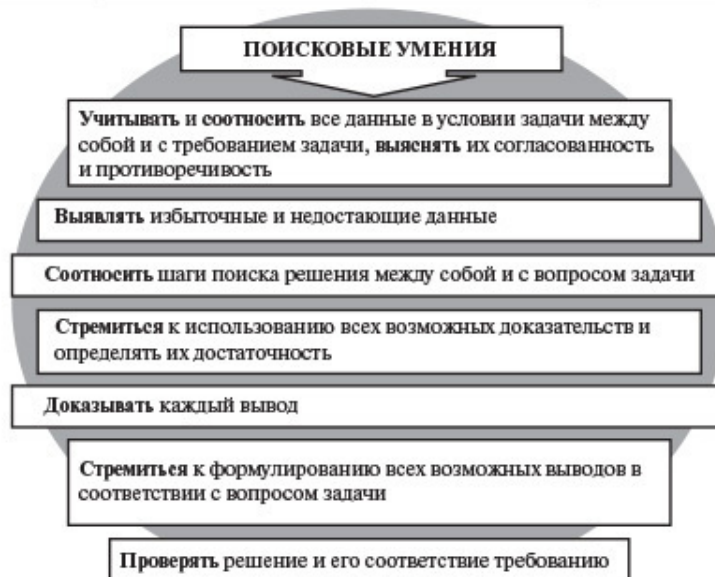 ПОИСКОВЫЕ УМЕНИЯ
Учитывать и соотносить все данные в условии задачи между
собой и с требованием задачи, выяснять их согласованность
и противоречивость
Выявлять избыточные и недостающие данные
Соотносить шаги поиска решения между собой и с вопросом задачи
Стремиться к использованию всех возможных доказательств и
определять их достаточность
Доказывать каждый вывод
Стремиться к формулированию всех возможных выводов в
соответствии с вопросом задачи
Проверять решение и его соответствие требованию